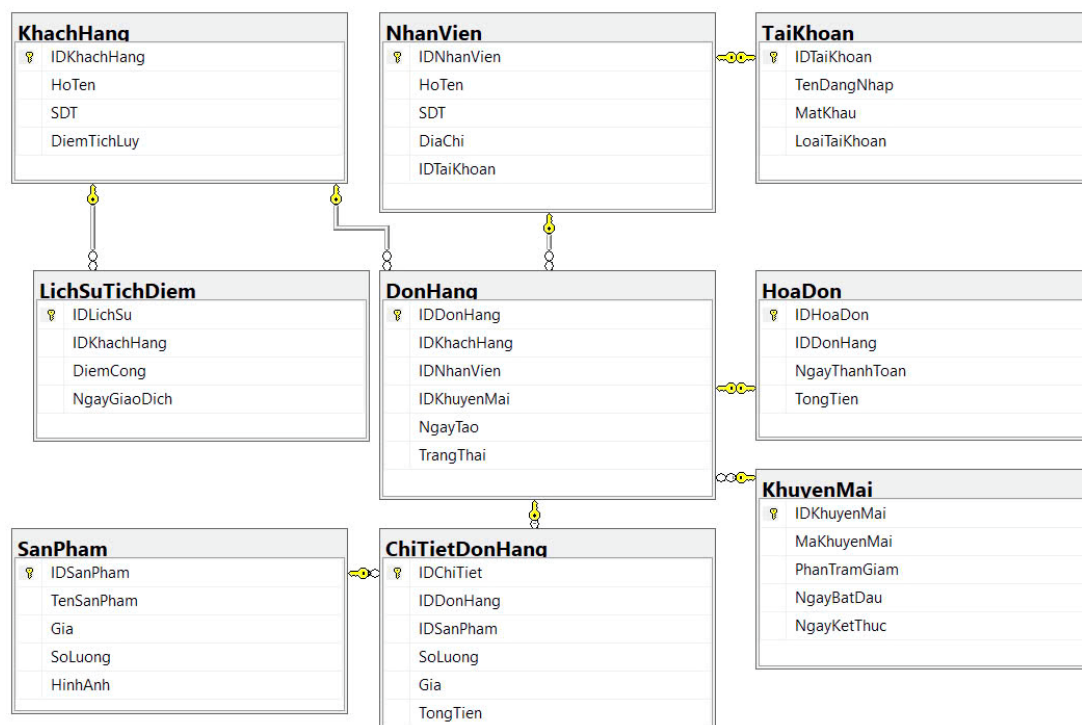 KhachHang
IDKhachHang
HoTen
SDT
DiemTichLuy
NhanVien
IDNhanVien
HoTen
SDT
DiaChi
IDTaiKhoan
TaiKhoan
IDTaiKhoan
TenDangNhap
MatKhau
LoaiTaiKhoan
LichSuTichDiem
IDLichSu
IDKhachHang
DiemCong
NgayGiaoDich
DonHang
IDDonHang
IDKhachHang
IDNhanVien
IDKhuyenMai
NgayTao
TrangThai
HoaDon
IDHoaDon
IDDonHang
NgayThanhToan
TongTien
KhuyenMai
IDKhuyenMai
MaKhuyenMai
PhanTramGiam
NgayBatDau
NgayKetThuc
SanPham
IDSanPham
TenSanPham
Gia
SoLuong
HinhAnh
ChiTietDonHang
IDChiTiet
IDDonHang
IDSanPham
SoLuong
Gia
TongTien